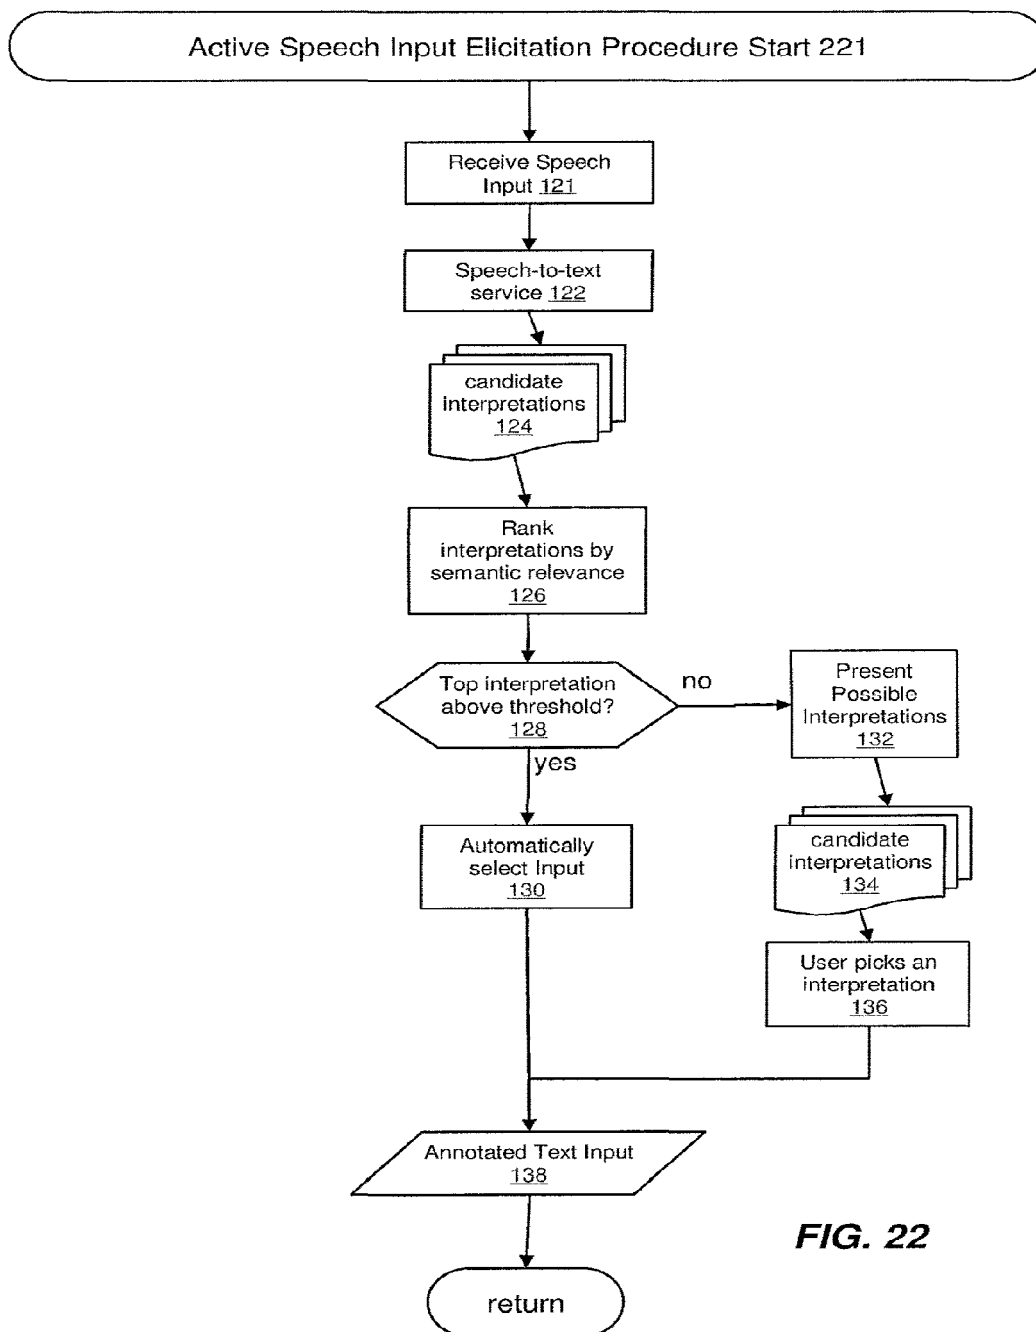 Active Speech Input Elicitation Procedure Start 221
Receive Speech
Input 121
Speech-to-text
service 122
candidate
interpretations
124
Rank
interpretations by
semantic relevance
126
Top interpretation
above threshold?
128
no
yes
Present
Possible
Interpretations
132
Automatically
select Input
130
candidate
interpretations
134
User picks an
interpretation
136
Annotated Text Input
138
FIG. 22
return